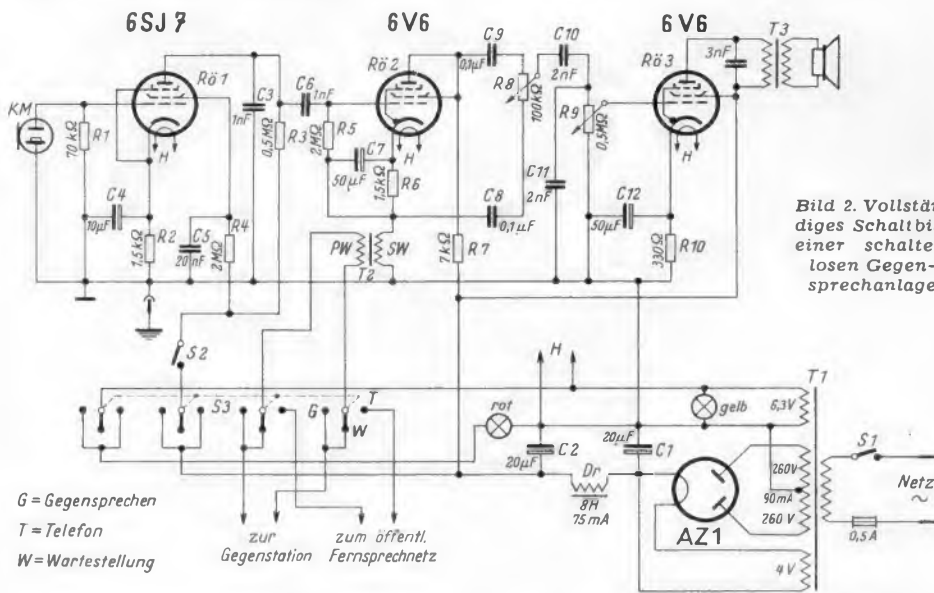 6SJ7
6V6
6V6
KM
Rö1
R1
70 kΩ
C4
10µF
R2
1,5kΩ
C5
20nF
R4
2MΩ
C3
1nF
R3
0,5MΩ
H
C6
1nF
Rö2
R5
2MΩ
C7
50µF
R6
1,5kΩ
H
PW
SW
T2
R7
7kΩ
C9
0,1µF
C8
0,1µF
R8
100kΩ
C10
2nF
C11
2nF
R9
0,5MΩ
Rö3
H
C12
50µF
R10
330Ω
3nF
T3
Bild 2. Vollstän
diges Schaltbil
einer schalte
losen Gegen-
sprechanlage
S2
S3
G
W
T
rot
H
gelb
6,3V
T1
C2
20µF
20µF
C1
Dr
8H
75mA
AZ1
260V
90mA
260 V
4V
S1
Netz
~
0,5A
G = Gegensprechen
T = Telefon
W = Wartestellung
zur
Gegenstation
zum öffentl.
Fernsprechnetz